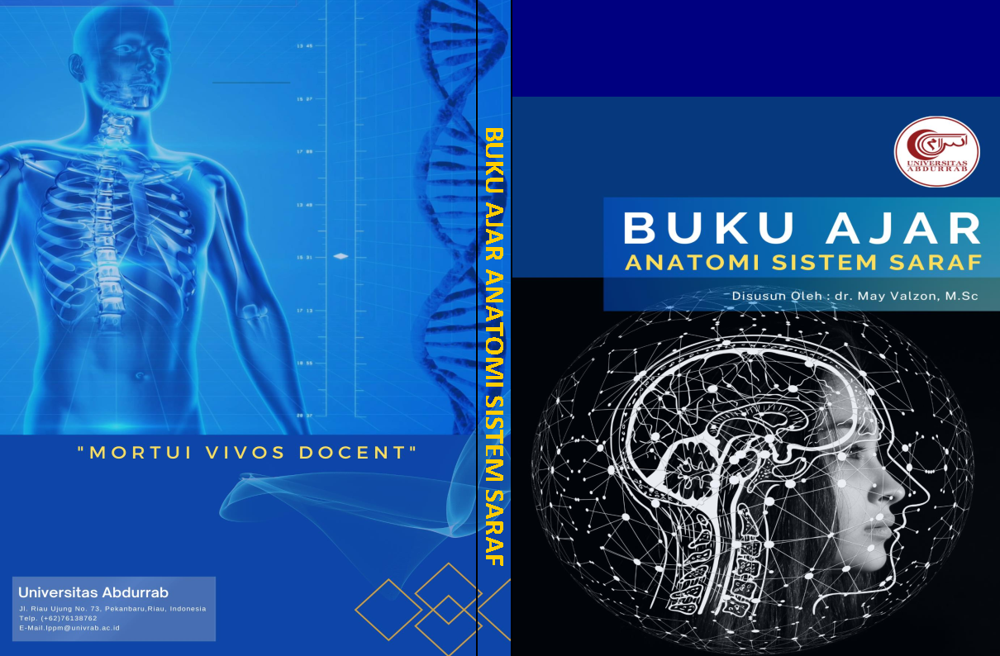 "MORTUI VIVOS DOCENT"
Universitas Abdurrab
Jl. Riau Ujung No. 73, Pekanbaru,Riau, Indonesia
Telp. (+62)76138762
E-Mail.lppm@univrab.ac.id
BUKU AJAR ANATOMI SISTEM SARAF
UNIVERSITAS
ABDURRAB
BUKU AJAR
ANATOMI SISTEM SARAF
Disusun Oleh : dr. May Valzon, M.Sc